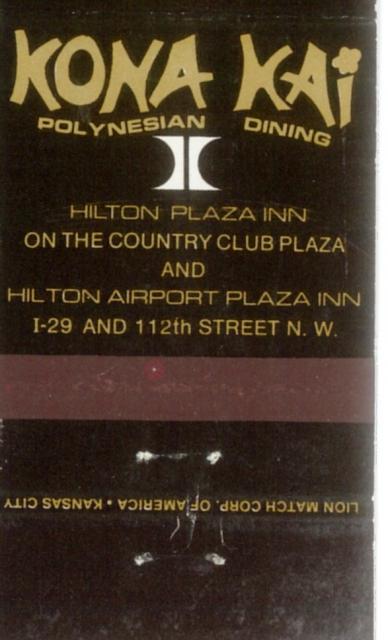 KONA KAI
POLYNESIAN DINING
HILTON PLAZA INN
ON THE COUNTRY CLUB PLAZA
AND
HILTON AIRPORT PLAZA INN
I-29 AND 112th STREET N. W.
LION MATCH CORP. OF AMERICA • KANSAS CITY